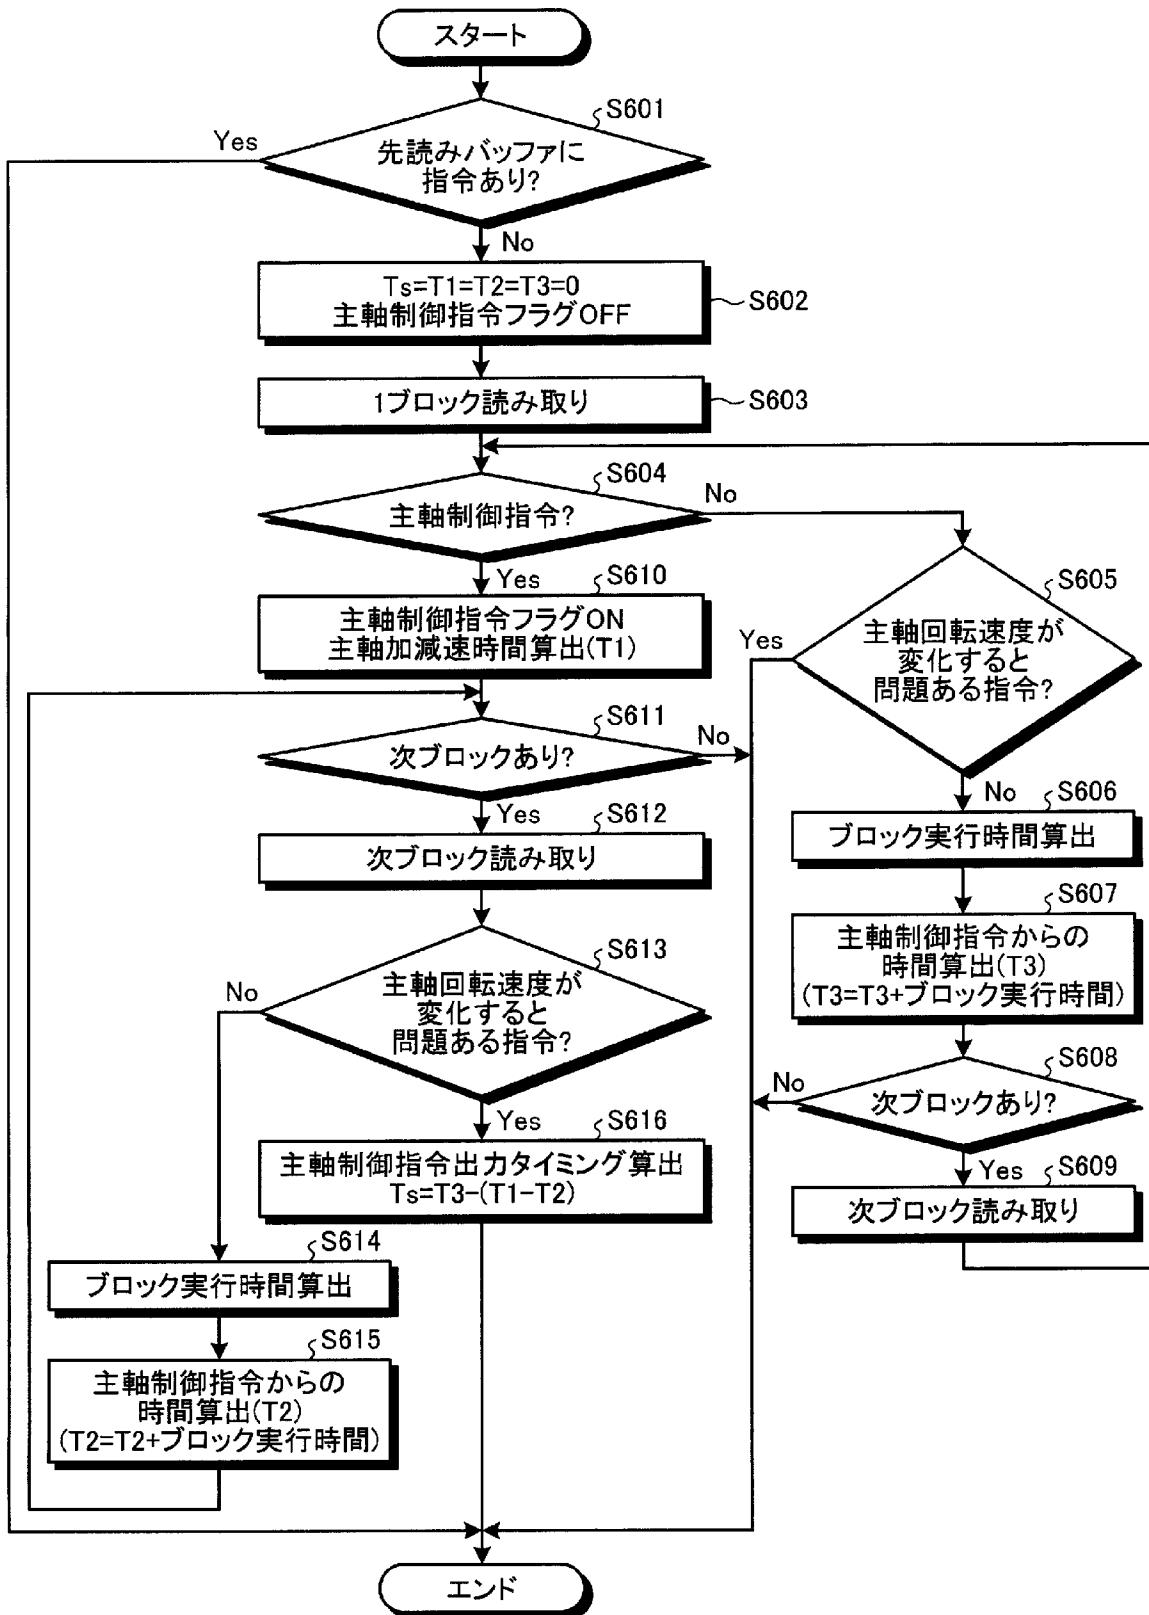 スタート
S601
Yes
先読みバッファに
指令あり?
No
Ts=T1=T2=T3=0
主軸制御指令フラグOFF
S602
1ブロック読み取り
S603
S604
No
主軸制御指令?
Yes
S610
主軸制御指令フラグON
主軸加減速時間算出(T1)
S605
Yes
主軸回転速度が
変化すると
問題ある指令?
No
S611
次ブロックあり?
No
Yes
S612
次ブロック読み取り
S606
ブロック実行時間算出
S607
主軸制御指令からの
時間算出(T3)
(T3=T3+ブロック実行時間)
S613
No
主軸回転速度が
変化すると
問題ある指令?
Yes
S608
No
次ブロックあり?
Yes
S609
次ブロック読み取り
S616
主軸制御指令出力タイミング算出
Ts=T3-(T1-T2)
S614
ブロック実行時間算出
S615
主軸制御指令からの
時間算出(T2)
(T2=T2+ブロック実行時間)
エンド